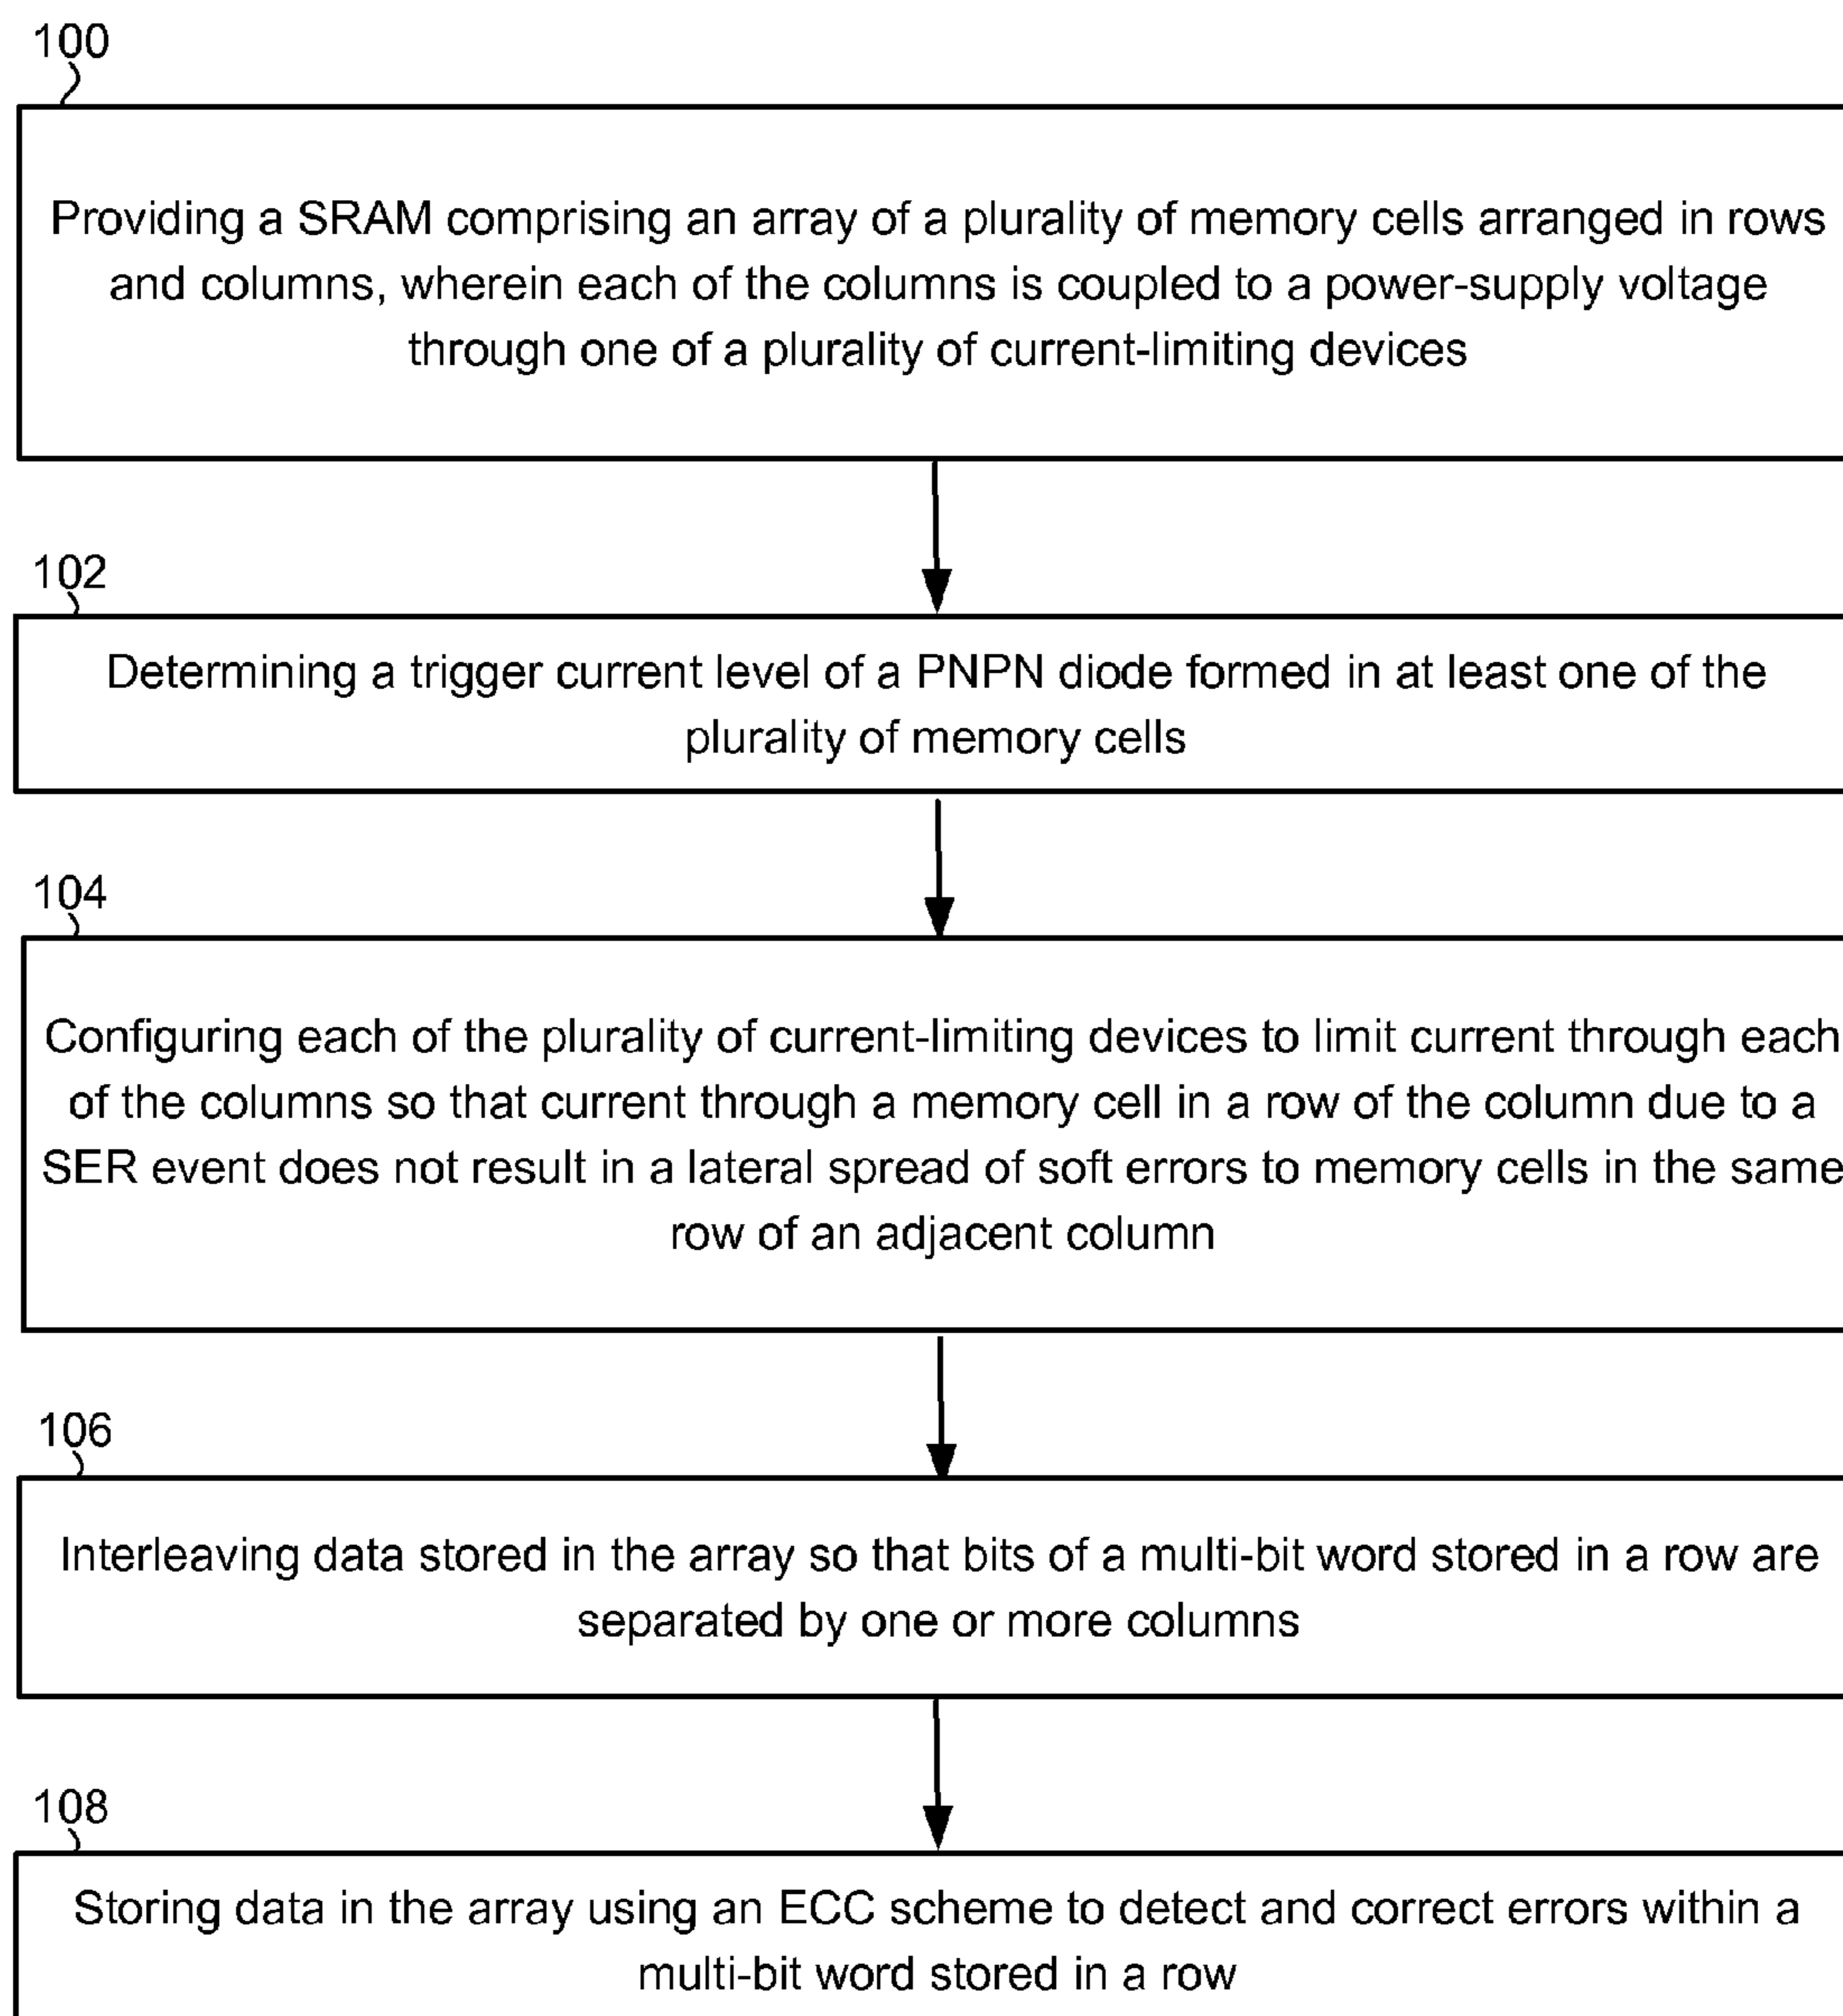 100
Providing a SRAM comprising an array of a plurality of memory cells arranged in rows
and columns, wherein each of the columns is coupled to a power-supply voltage
through one of a plurality of current-limiting devices
102
Determining a trigger current level of a PNPN diode formed in at least one of the
plurality of memory cells
104
Configuring each of the plurality of current-limiting devices to limit current through each
of the columns so that current through a memory cell in a row of the column due to a
SER event does not result in a lateral spread of soft errors to memory cells in the same
row of an adjacent column
106
Interleaving data stored in the array so that bits of a multi-bit word stored in a row are
separated by one or more columns
108
Storing data in the array using an ECC scheme to detect and correct errors within a
multi-bit word stored in a row